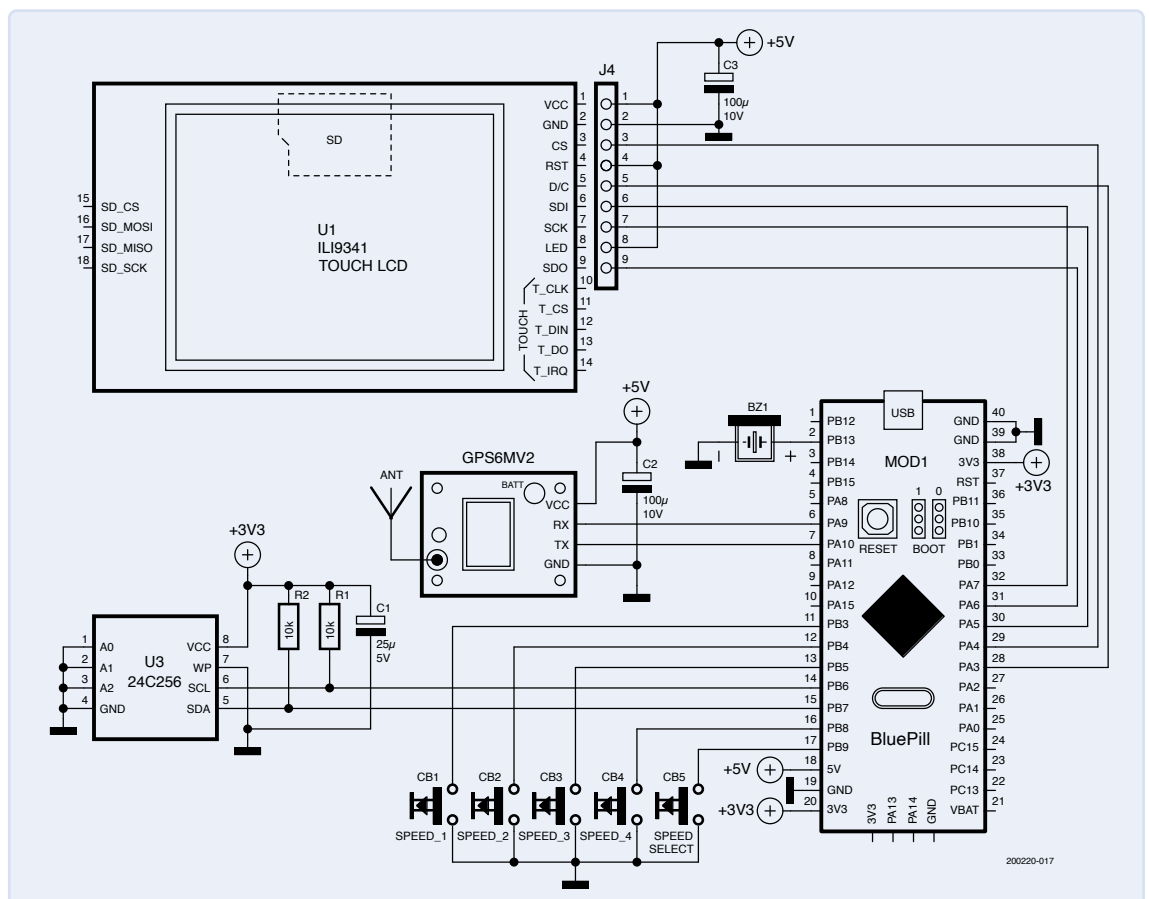 +5V
C3
100µ
10V
J4
1
2
3
4
5
6
7
8
9
VCC 1
GND 2
CS 3
RST 4
D/C 5
SDI 6
SCK 7
LED 8
SDO 9
T_CLK 10
T_CS 11
T_DIN 12
T_DO 13
T_IRQ 14
TOUCH
SD
15 SD_CS
16 SD_MOSI
17 SD_MISO
18 SD_SCK
U1
ILI9341
TOUCH LCD
+5V
C2
100µ
10V
GPS6MV2
BATT
VCC
RX
TX
GND
ANT
BZ1
+
+3V3
R2
10k
R1
10k
C1
25µ
5V
U3
24C256
1 A0
2 A1
3 A2
4 GND
VCC 8
WP 7
SCL 6
SDA 5
USB
MOD1
RESET
1 0
BOOT
BluePill
1 PB12
2 PB13
3 PB14
4 PB15
5 PA8
6 PA9
7 PA10
8 PA11
9 PA12
10 PA15
11 PB3
12 PB4
13 PB5
14 PB6
15 PB7
16 PB8
17 PB9
18 5V
19 GND
20 3V3
GND 40
GND 39
3V3 38
RST 37
PB11 36
PB10 35
PB1 34
PB0 33
PA7 32
PA6 31
PA5 30
PA4 29
PA3 28
PA2 27
PA1 26
PA0 25
PC15 24
PC14 23
PC13 22
VBAT 21
3V3
PA13
PA14
GND
+3V3
+5V
+3V3
CB1
CB2
CB3
CB4
CB5
SPEED_1
SPEED_2
SPEED_3
SPEED_4
SPEED
SELECT
200220-017